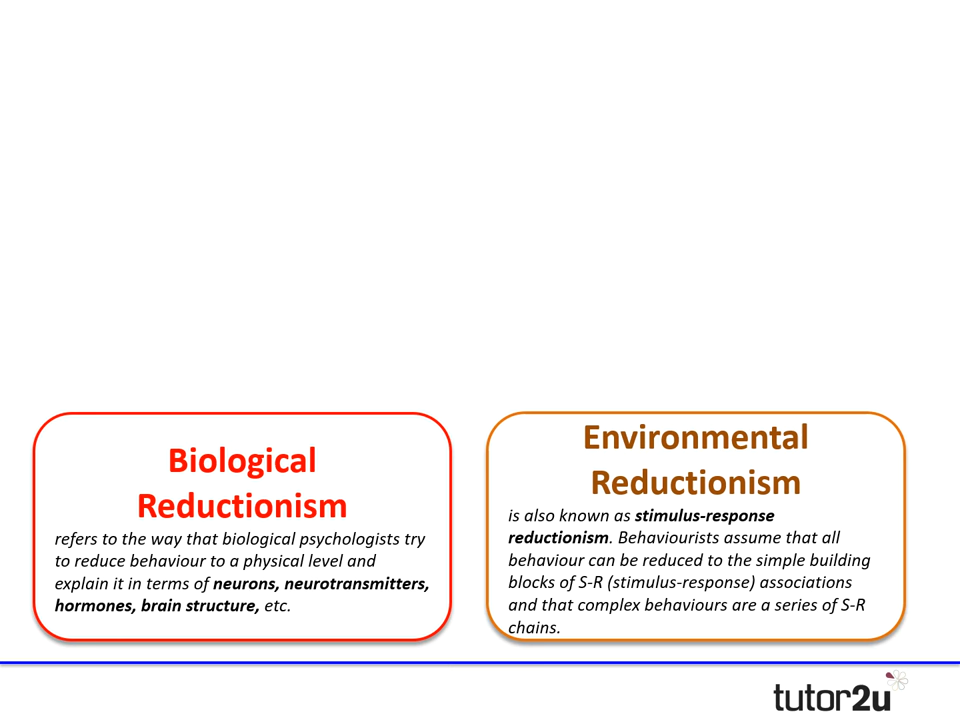 Biological
Reductionism
refers to the way that biological psychologists try
to reduce behaviour to a physical level and
explain it in terms of neurons, neurotransmitters,
hormones, brain structure, etc.
Environmental
Reductionism
is also known as stimulus-response
reductionism. Behaviourists assume that all
behaviour can be reduced to the simple building
blocks of S-R (stimulus-response) associations
and that complex behaviours are a series of S-R
chains.
tutor2u